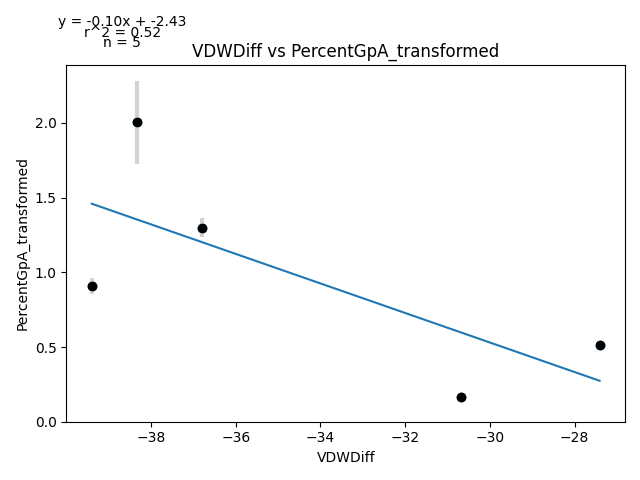 y = -0.10x + -2.43
r^2 = 0.52
n = 5
VDWDiff vs PercentGpA_transformed
PercentGpA_transformed
2.0
1.5
1.0
0.5
0.0
−38
−36
−34
−32
−30
−28
VDWDiff